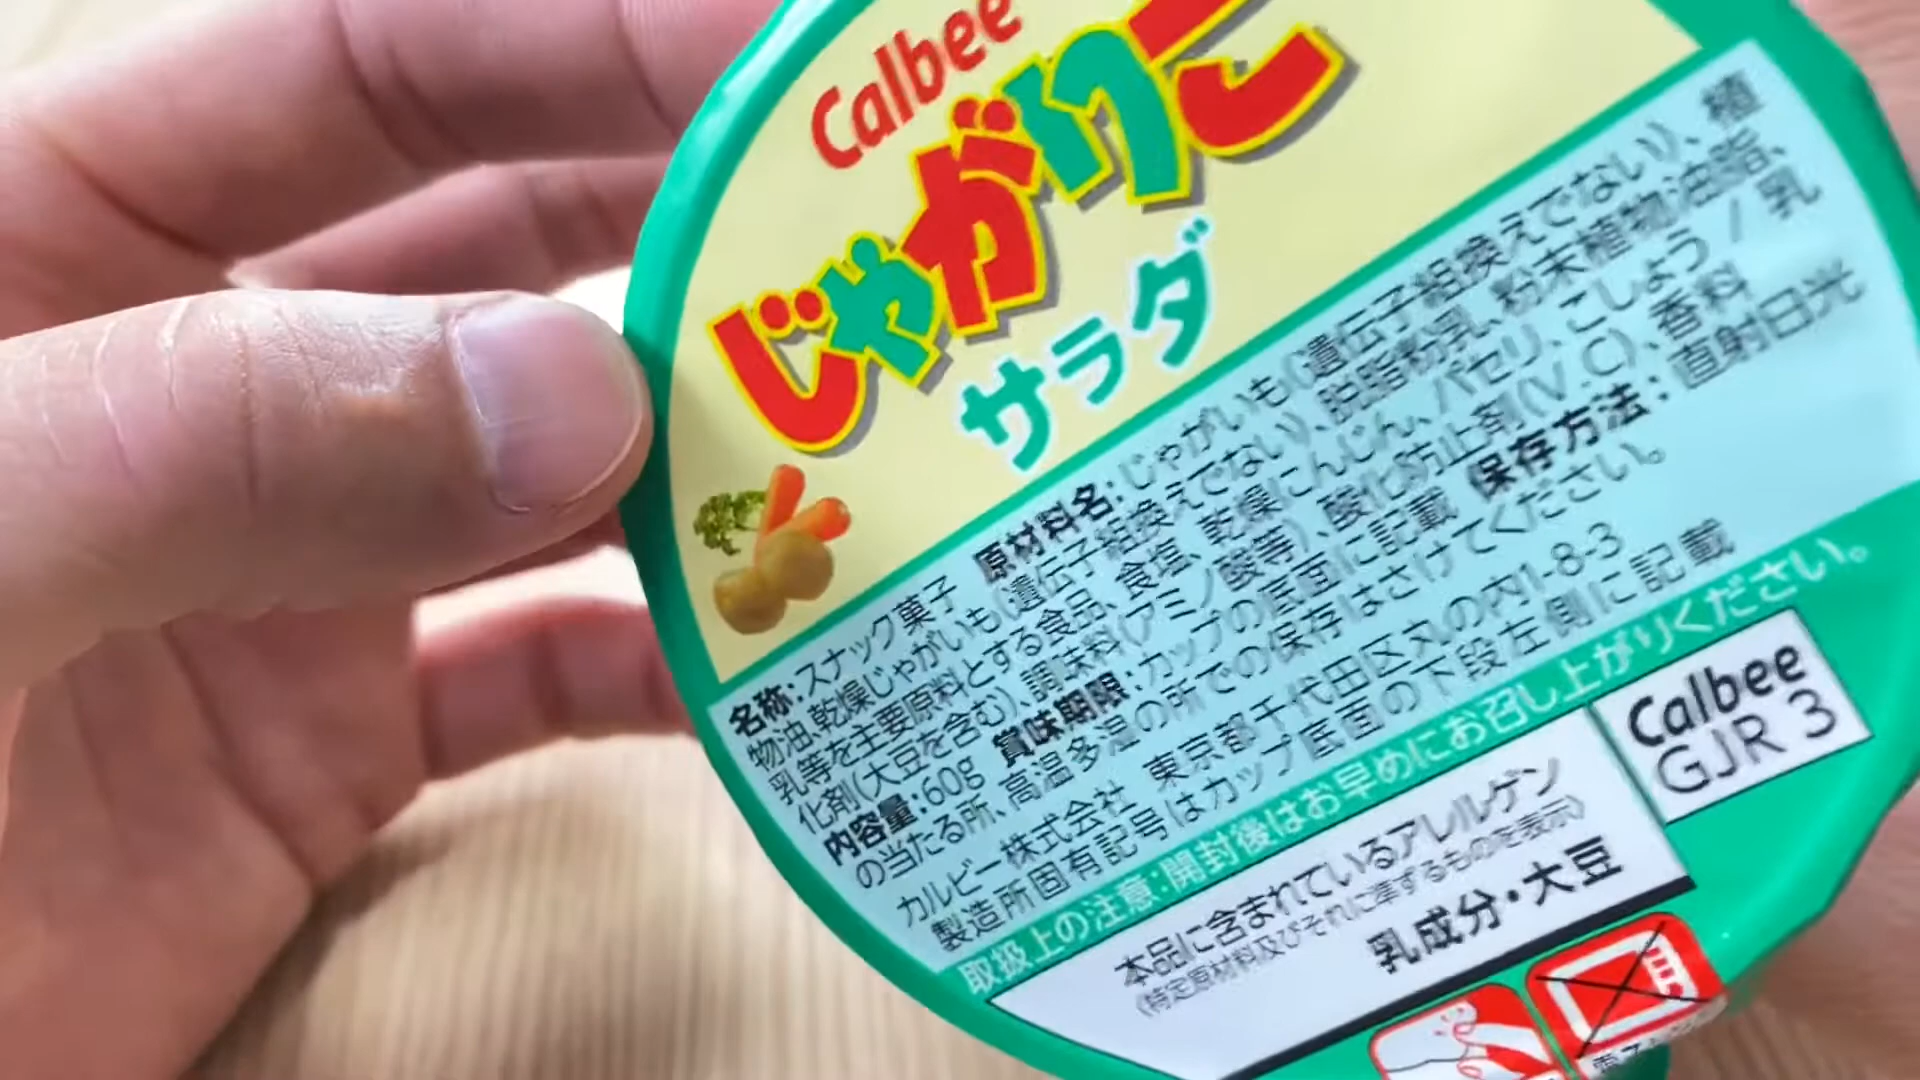 Calbee
じゃがりこ
サラダ
名称:スナック菓子 原材料名:じゃがいも(遺伝子組換えでない)、植
物油、乾燥じゃがいも(遺伝子組換えでない)、脱脂粉乳、粉末植物油脂、
乳等を主要原料とする食品、食塩、乾燥にんじん、パセリ、こしょう / 乳
化剤(大豆を含む)、調味料(アミノ酸等)、酸化防止剤(V.C)、香料
内容量:60g 賞味期限:カップの底面に記載 保存方法:直射日光
の当たる所、高温多湿の所での保存はさけてください。
カルビー株式会社 東京都千代田区丸の内1-8-3
製造所固有記号はカップ底面の下段左側に記載
取扱上の注意:開封後はお早めにお召し上がりください。
Calbee
GJR 3
本品に含まれているアレルゲン
(特定原材料及びそれに準ずるものを表示)
乳成分・大豆